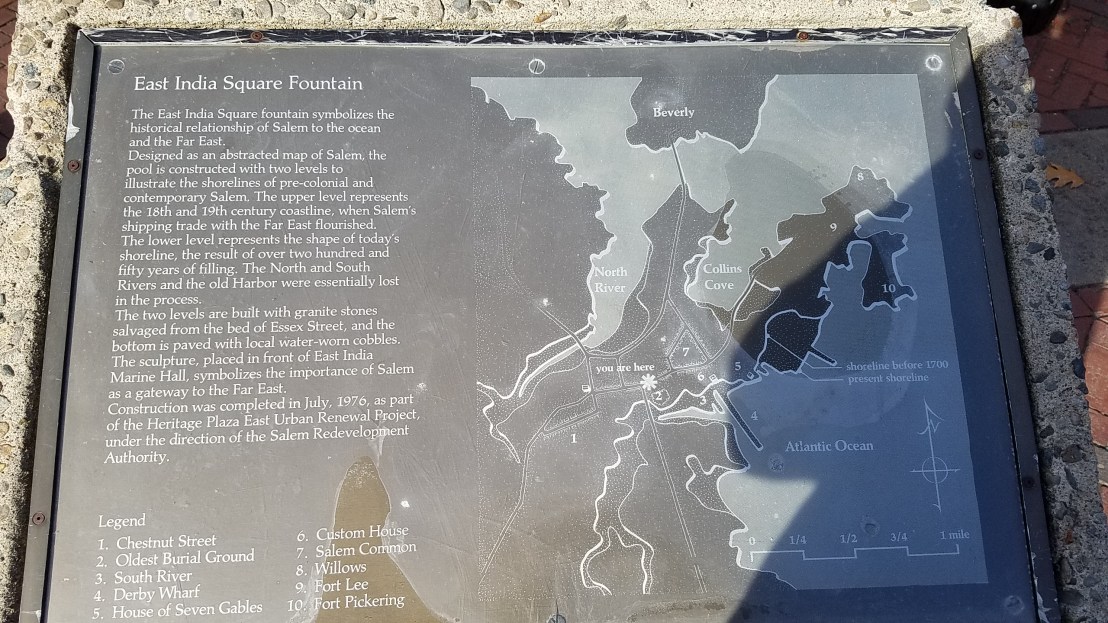 East India Square Fountain
The East India Square fountain symbolizes the
historical relationship of Salem to the ocean
and the Far East.
Designed as an abstracted map of Salem, the
pool is constructed with two levels to
illustrate the shorelines of pre-colonial and
contemporary Salem. The upper level represents
the 18th and 19th century coastline, when Salem's
shipping trade with the Far East flourished.
The lower level represents the shape of today's
shoreline, the result of over two hundred and
fifty years of filling. The North and South
Rivers and the old Harbor were essentially lost
in the process.
The two levels are built with granite stones
salvaged from the bed of Essex Street, and the
bottom is paved with local water-worn cobbles.
The sculpture, placed in front of East India
Marine Hall, symbolizes the importance of Salem
as a gateway to the Far East.
Construction was completed in July, 1976, as part
of the Heritage Plaza East Urban Renewal Project,
under the direction of the Salem Redevelopment
Authority.
Legend
1. Chestnut Street
2. Oldest Burial Ground
3. South River
4. Derby Wharf
5. House of Seven Gables
6. Custom House
7. Salem Common
8. Willows
9. Fort Lee
10. Fort Pickering
Beverly
8
9
North
River
Collins
Cove
10
7
you are here
5
shoreline before 1700
present shoreline
6
2
3
4
1
Atlantic Ocean
0 1/4 1/2 3/4 1 mile